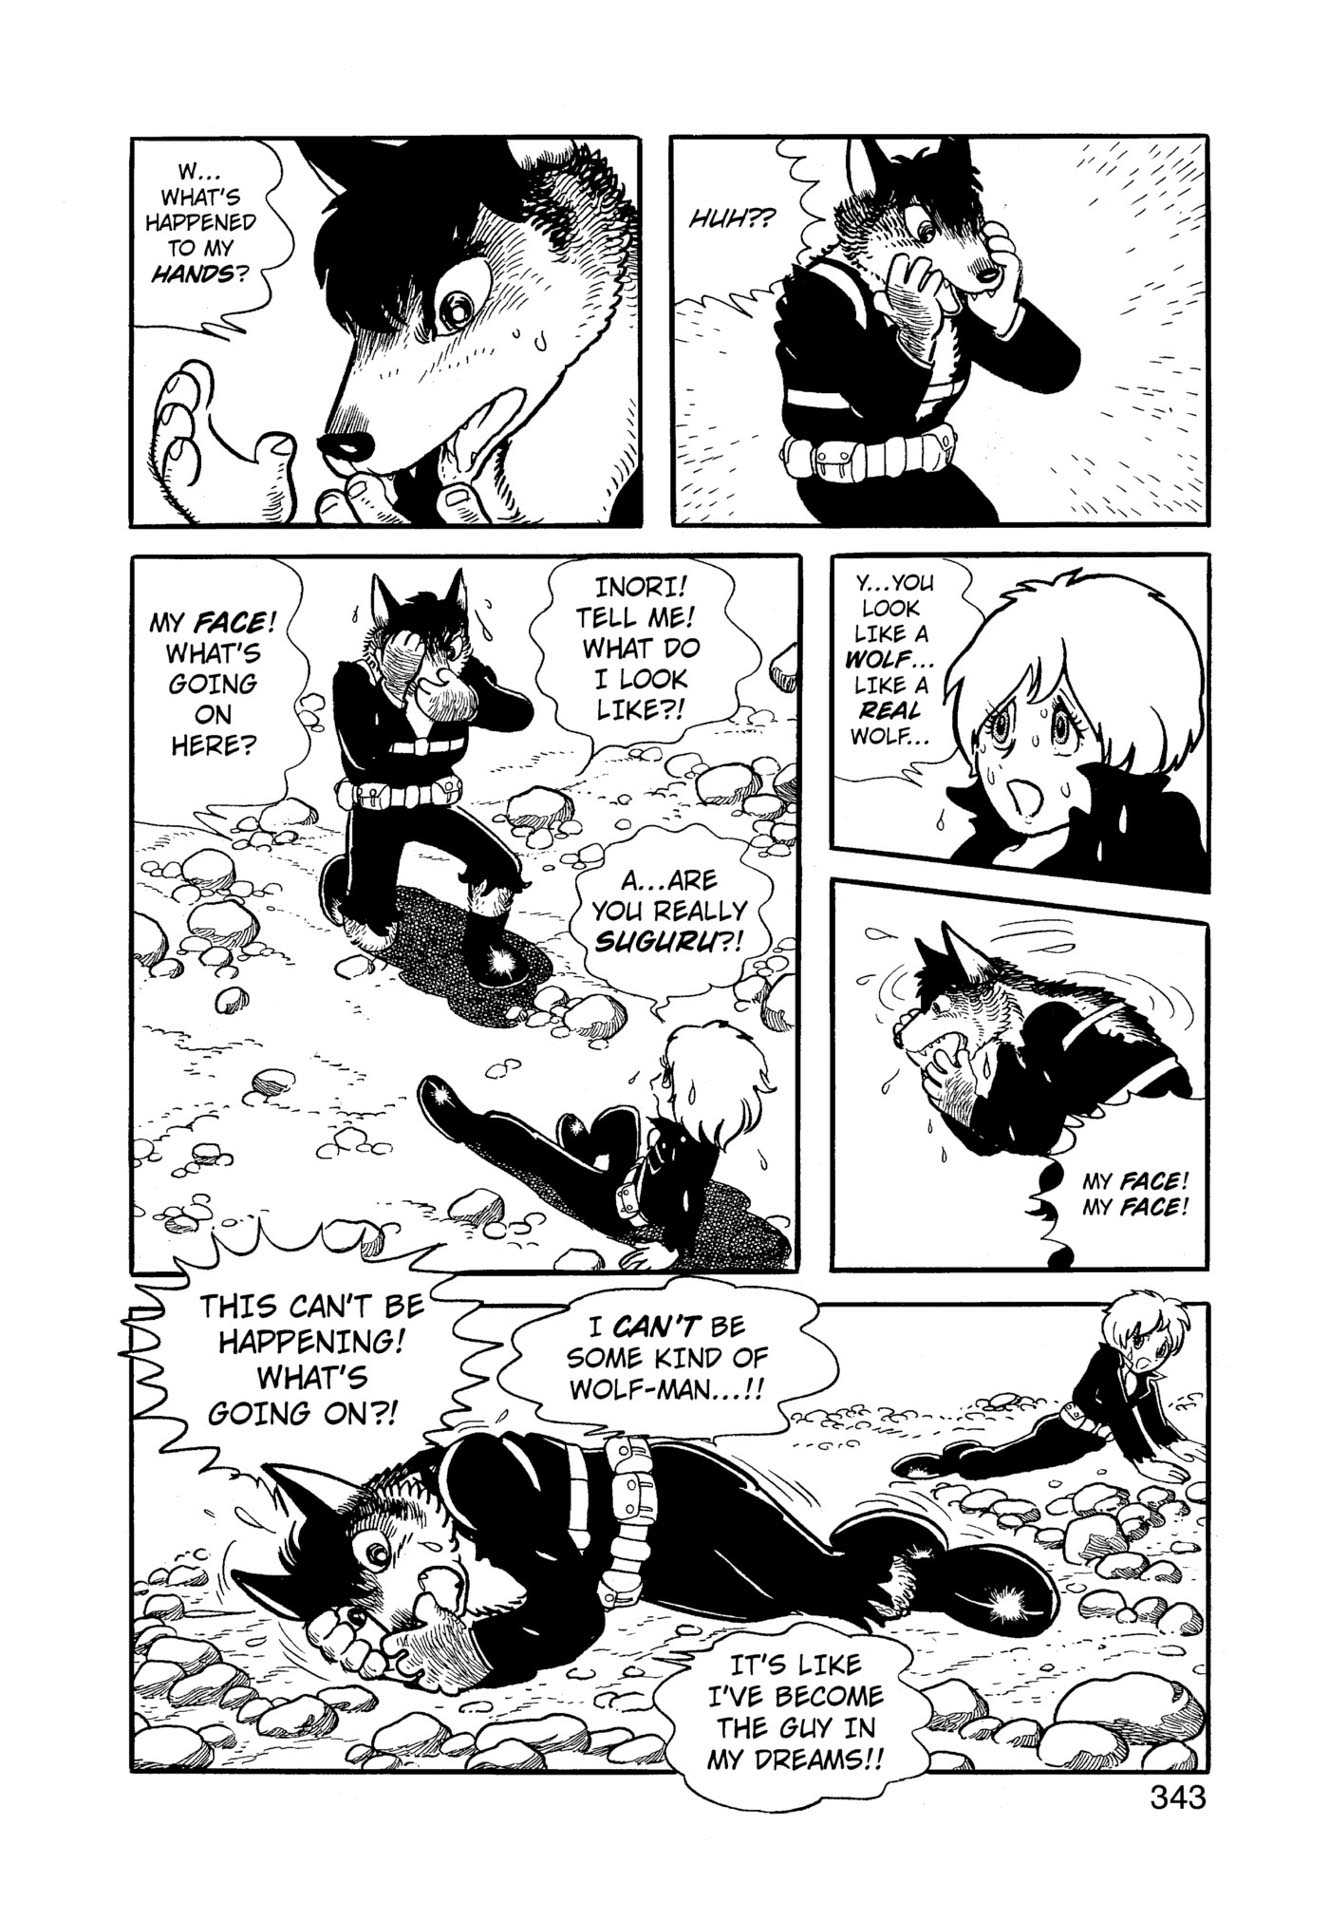 W...
WHAT'S
HAPPENED
TO MY
HANDS?
HUH??
MY FACE!
WHAT'S
GOING
ON
HERE?
INORI!
TELL ME!
WHAT DO
I LOOK
LIKE?!
A...ARE
YOU REALLY
SUGURU?!
Y...YOU
LOOK
LIKE A
WOLF...
LIKE A
REAL
WOLF...
MY FACE!
MY FACE!
THIS CAN'T BE
HAPPENING!
WHAT'S
GOING ON?!
I CAN'T BE
SOME KIND OF
WOLF-MAN...!!
IT'S LIKE
I'VE BECOME
THE GUY IN
MY DREAMS!!
343